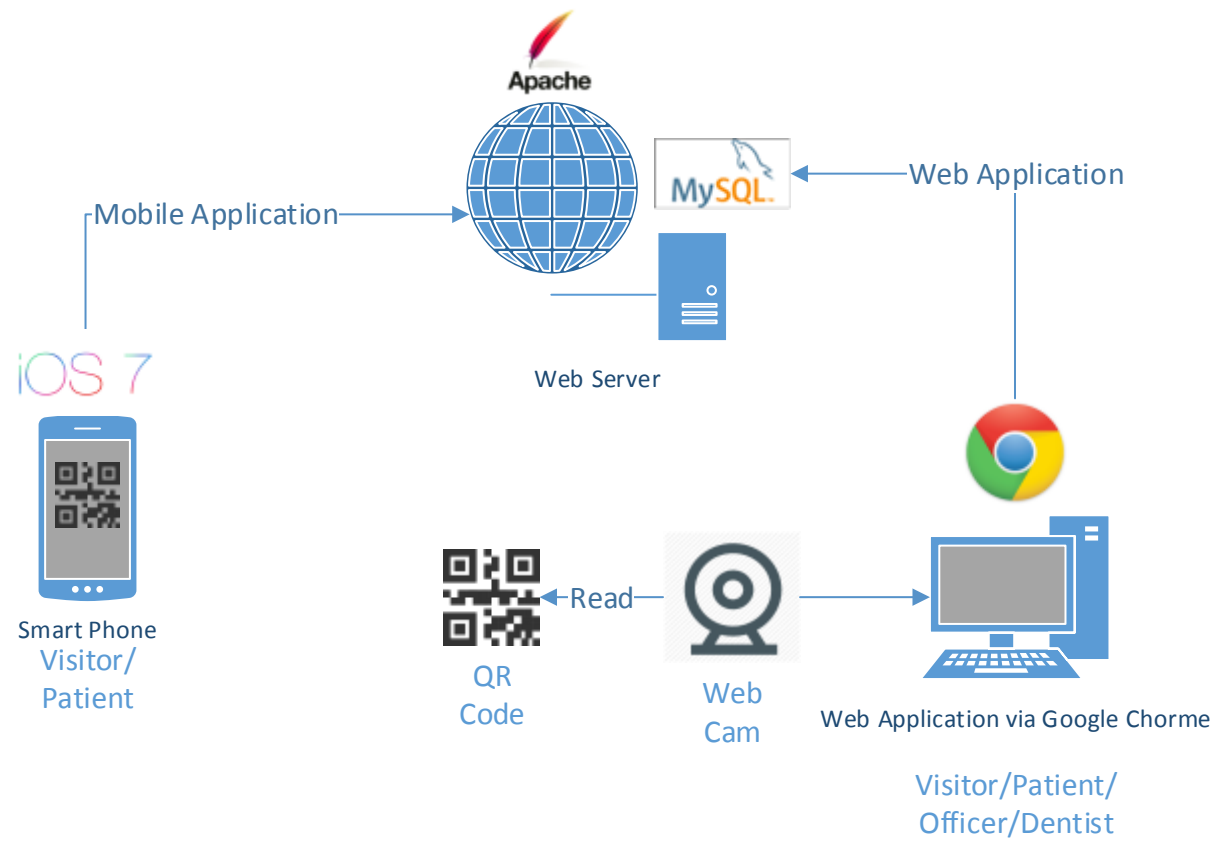 Apache
MySQL™
Web Application
Mobile Application
Web Server
iOS 7
Smart Phone
Visitor/
Patient
Read
QR
Code
Web
Cam
Web Application via Google Chorme
Visitor/Patient/
Officer/Dentist